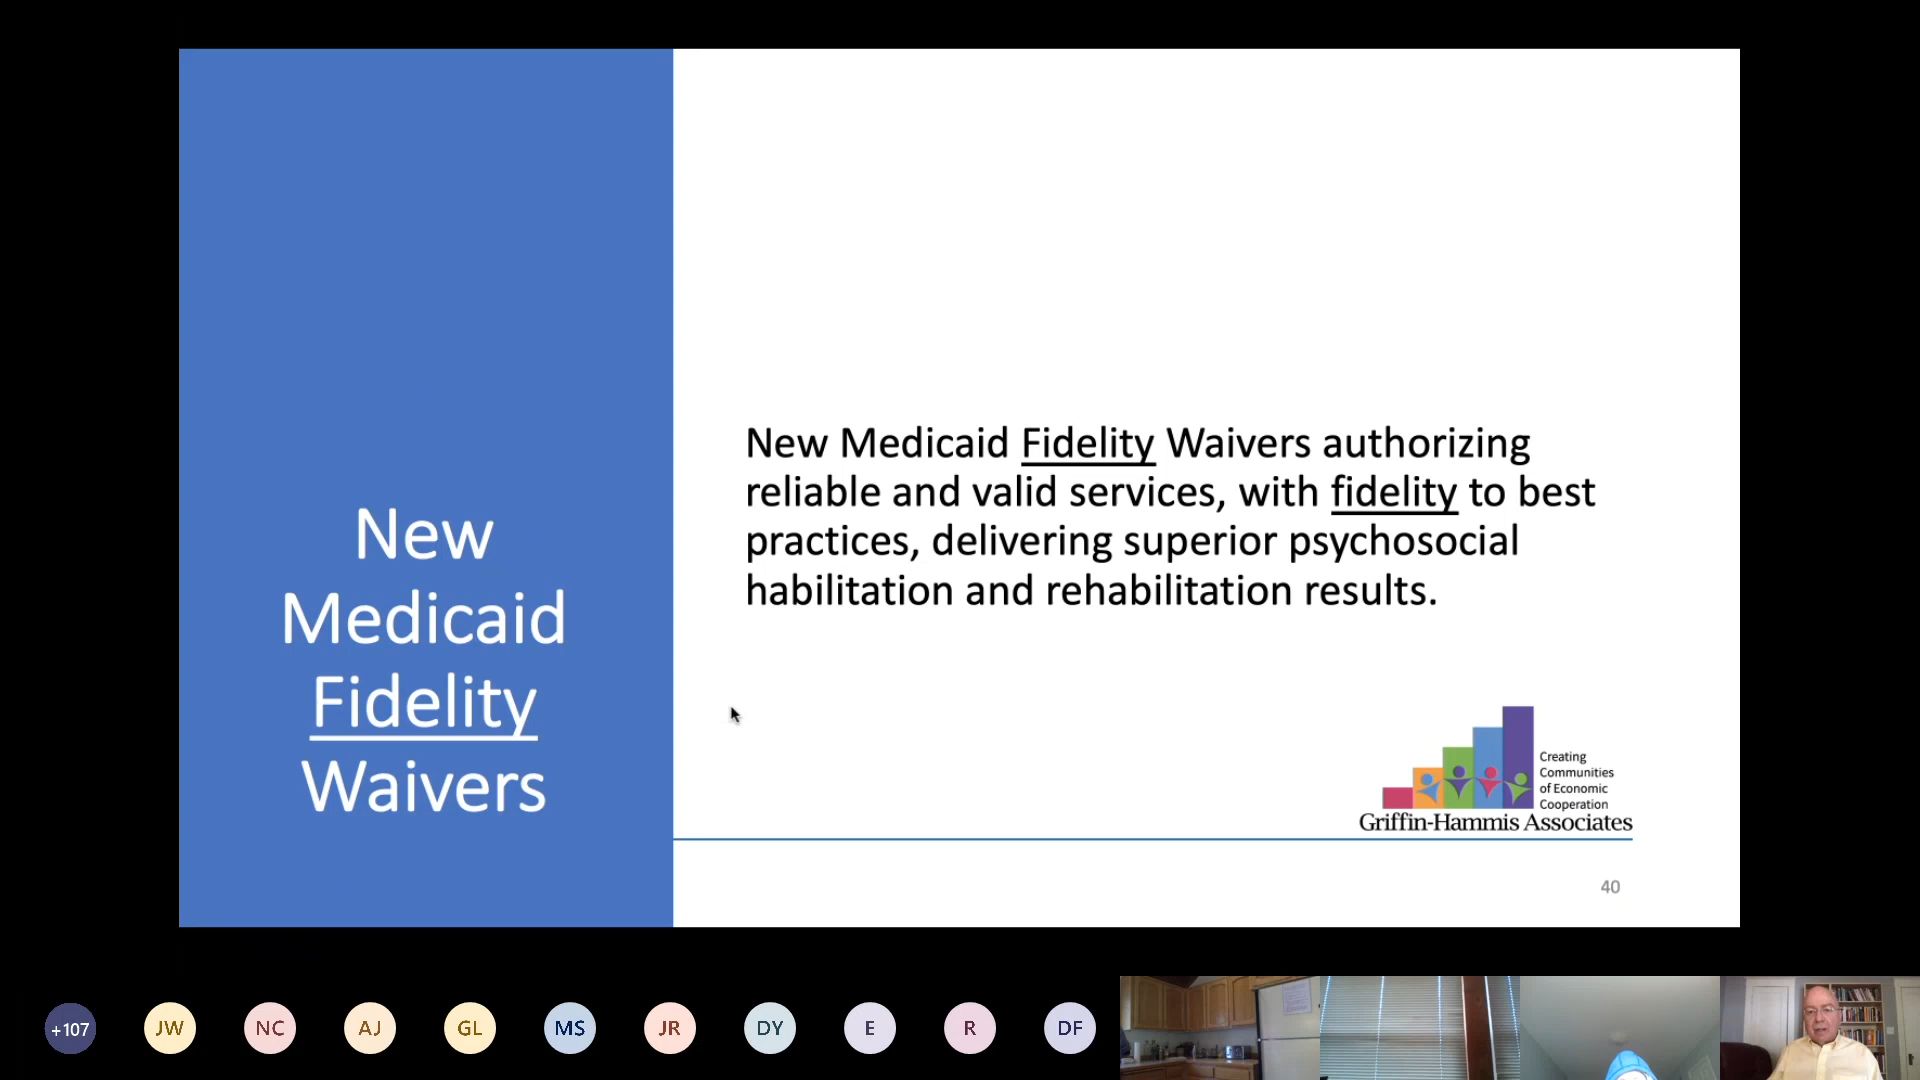 New
Medicaid
Fidelity
Waivers
New Medicaid Fidelity Waivers authorizing
reliable and valid services, with fidelity to best
practices, delivering superior psychosocial
habilitation and rehabilitation results.
Creating
Communities
of Economic
Cooperation
Griffin-Hammis Associates
40
+107
JW
NC
AJ
GL
MS
JR
DY
E
R
DF